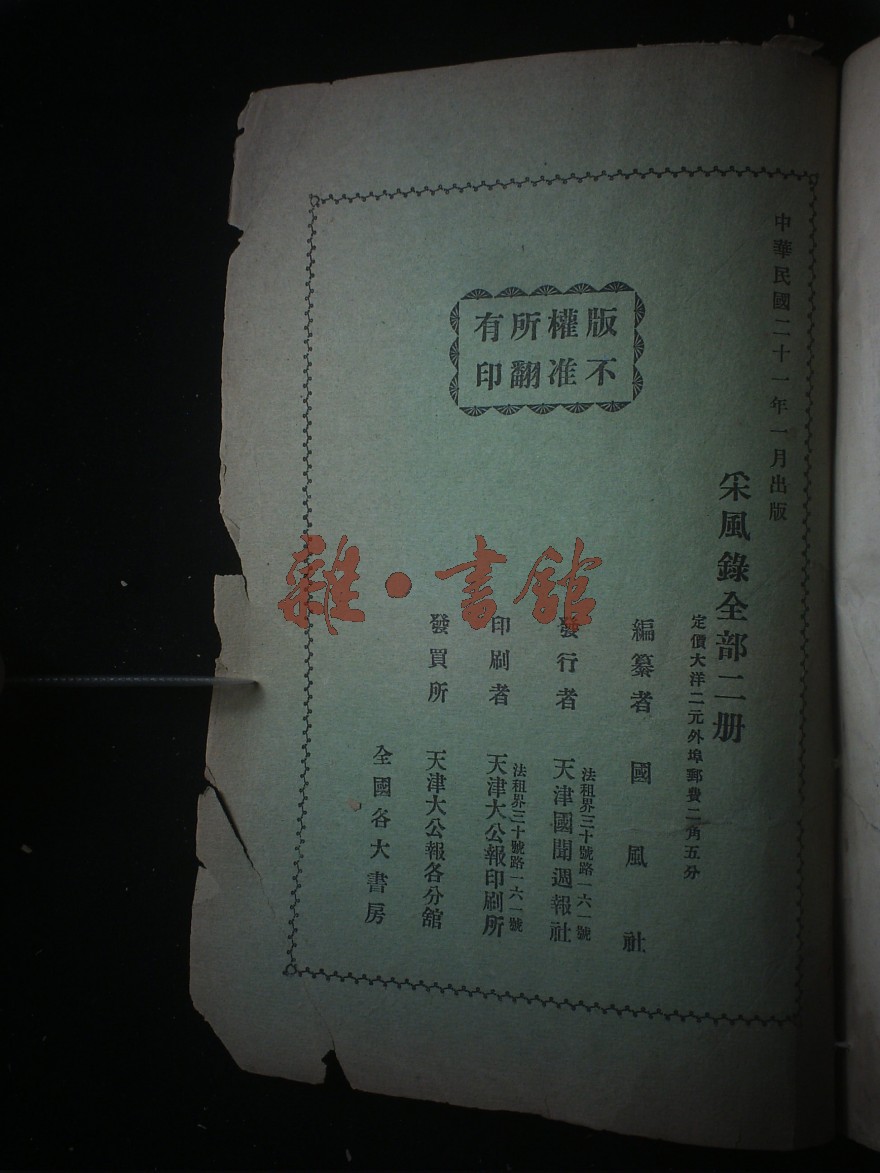 中華民國二十一年一月出版
采風錄全部二册
定價大洋二元外埠郵費二角五分
版權所有
不准翻印
編纂者 國風社
發行者 法租界三十號路一六一號
天津國聞週報社
印刷者 法租界三十號路一六一號
天津大公報印刷所
發買所 天津大公報各分舘
全國各大書房
雜·書館